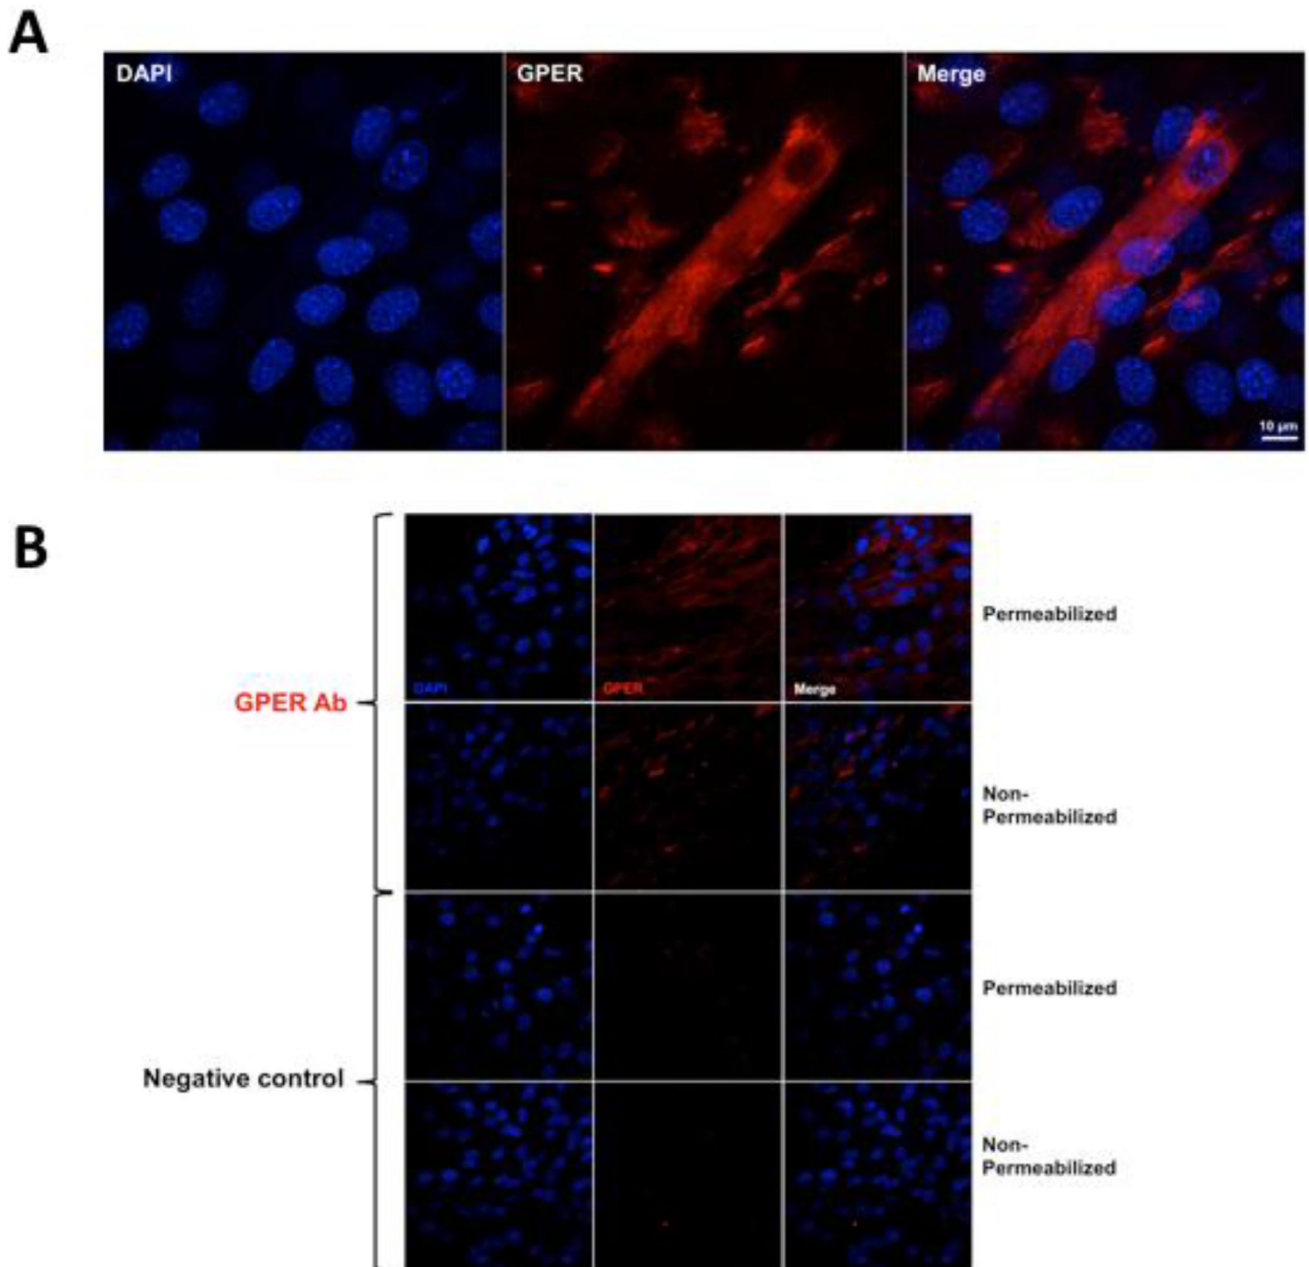 A
DAPI
GPER
Merge
10 µm
B
GPER Ab
DAPI
GPER
Merge
Permeabilized
Non-
Permeabilized
Negative control
Permeabilized
Non-
Permeabilized